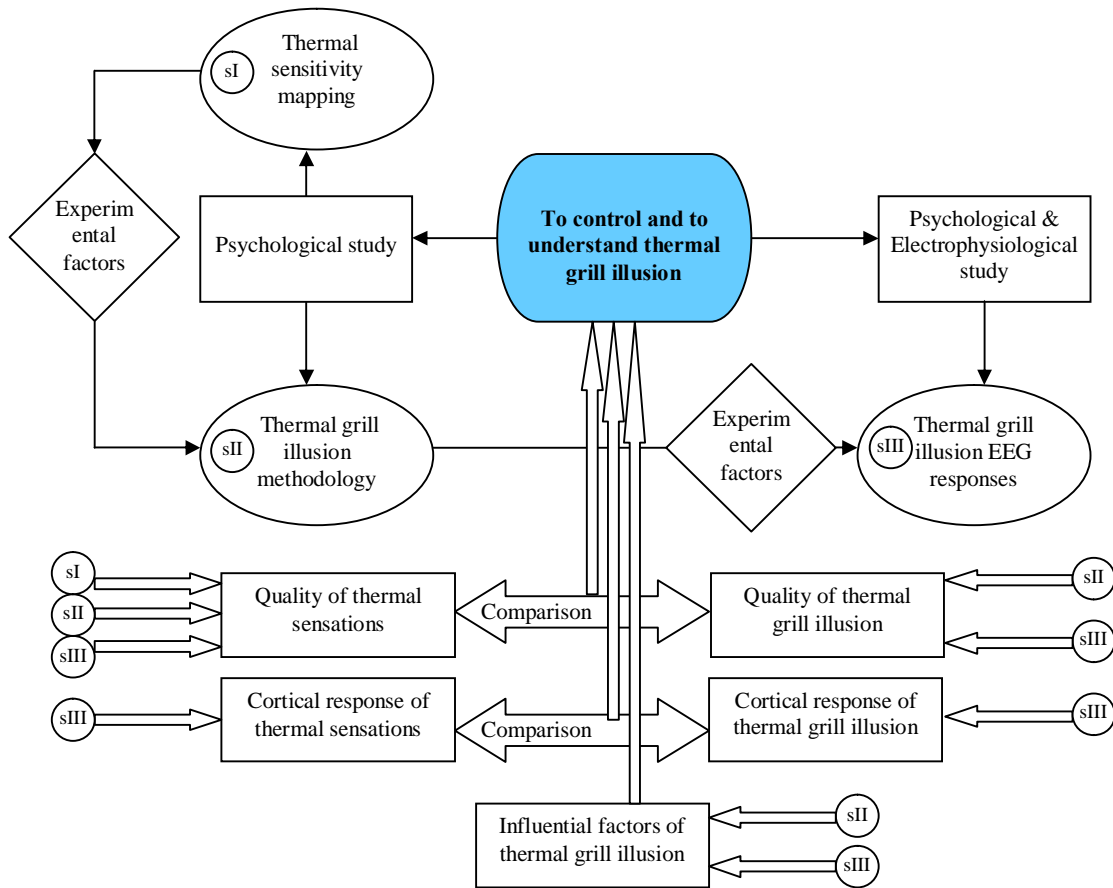 sI
Thermal
sensitivity
mapping
Experim
ental
factors
Psychological study
To control and to
understand thermal
grill illusion
Psychological &
Electrophysiological
study
sII
Thermal grill
illusion
methodology
Experim
ental
factors
sIII
Thermal grill
illusion EEG
responses
sI
sII
sIII
Quality of thermal
sensations
Comparison
Quality of thermal
grill illusion
sII
sIII
sIII
Cortical response of
thermal sensations
Comparison
Cortical response of
thermal grill illusion
sIII
Influential factors of
thermal grill illusion
sII
sIII